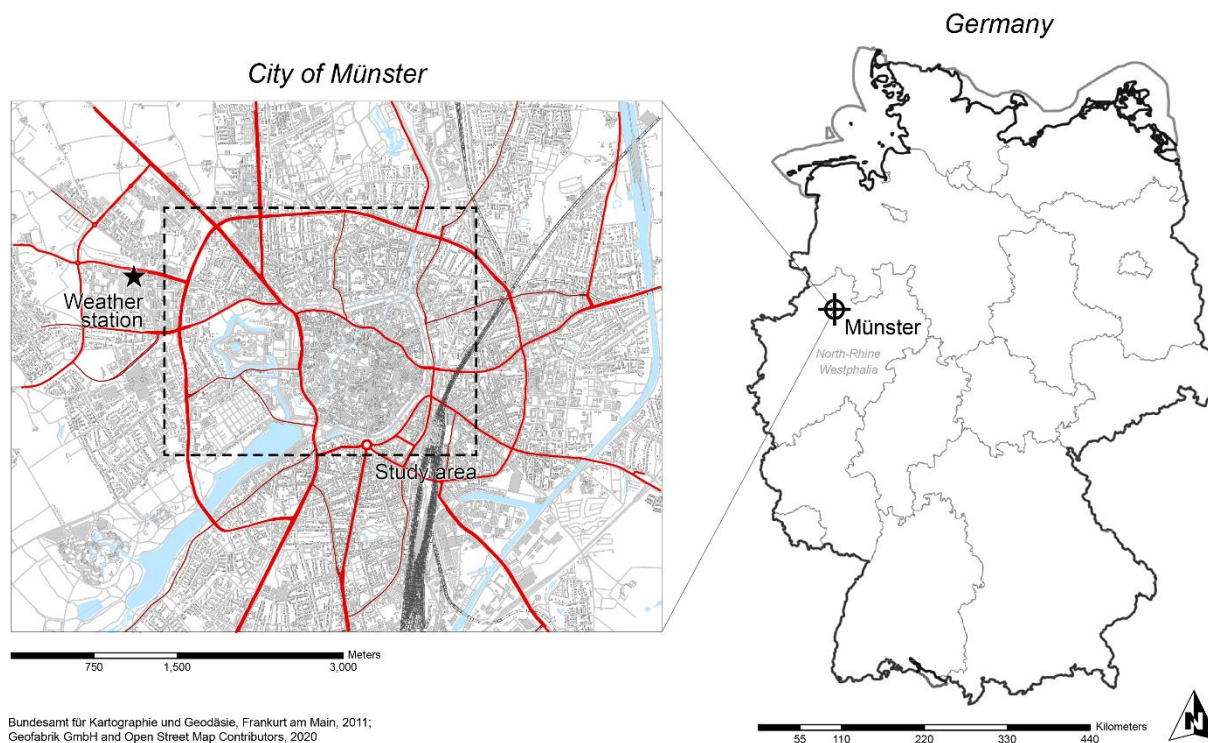 Germany
City of Münster
Weather
station
Study area
Münster
North-Rhine
Westphalia
Meters
750
1,500
3,000
Bundesamt für Kartographie und Geodäsie, Frankurt am Main, 2011;
Geofabrik GmbH and Open Street Map Contributors, 2020
Kilometers
55
110
220
330
440
N